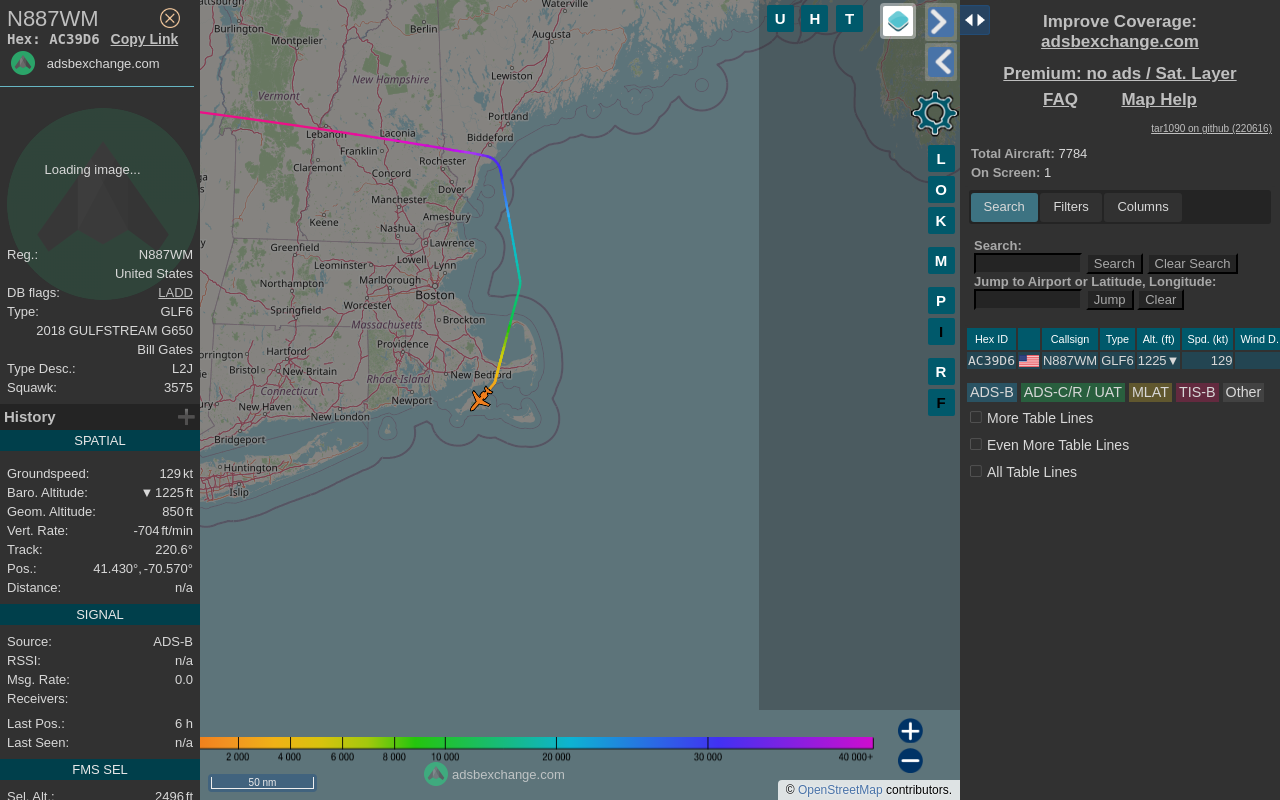 N887WM
Hex: AC39D6 Copy Link
adsbexchange.com
Loading image...
Reg.: N887WM
United States
DB flags: LADD
Type: GLF6
2018 GULFSTREAM G650
Bill Gates
Type Desc.: L2J
Squawk: 3575
History
SPATIAL
Groundspeed: 129 kt
Baro. Altitude: ▼ 1225 ft
Geom. Altitude: 850 ft
Vert. Rate: -704 ft/min
Track: 220.6°
Pos.: 41.430°, -70.570°
Distance: n/a
SIGNAL
Source: ADS-B
RSSI: n/a
Msg. Rate: 0.0
Receivers:
Last Pos.: 6 h
Last Seen: n/a
FMS SEL
Sel. Alt.: 2496 ft
Waterville
Burlington
Berlin
Augusta
Montpelier
Lewiston
New Hampshire
Vermont
Portland
Lebanon
Laconia
Biddeford
Franklin
Rochester
Claremont
Concord
Dover
Manchester
Amesbury
Keene
Nashua
Greenfield
Lawrence
Lowell
Leominster
Lynn
Northampton
Marlborough
Boston
Worcester
Springfield
Massachusetts
Brockton
Providence
Hartford
Bristol
New Britain
Rhode Island
New Bedford
Connecticut
Newport
New Haven
New London
Bridgeport
Huntington
Islip
U H T
L
O
K
M
P
I
R
F
2 000 4 000 6 000 8 000 10 000 20 000 30 000 40 000+
adsbexchange.com
50 nm
© OpenStreetMap contributors.
Improve Coverage:
adsbexchange.com
Premium: no ads / Sat. Layer
FAQ Map Help
tar1090 on github (220616)
Total Aircraft: 7784
On Screen: 1
Search Filters Columns
Search:
Search Clear Search
Jump to Airport or Latitude, Longitude:
Jump Clear
Hex ID Callsign Type Alt. (ft) Spd. (kt) Wind D.
AC39D6 N887WM GLF6 1225▼ 129
ADS-B ADS-C/R / UAT MLAT TIS-B Other
More Table Lines
Even More Table Lines
All Table Lines